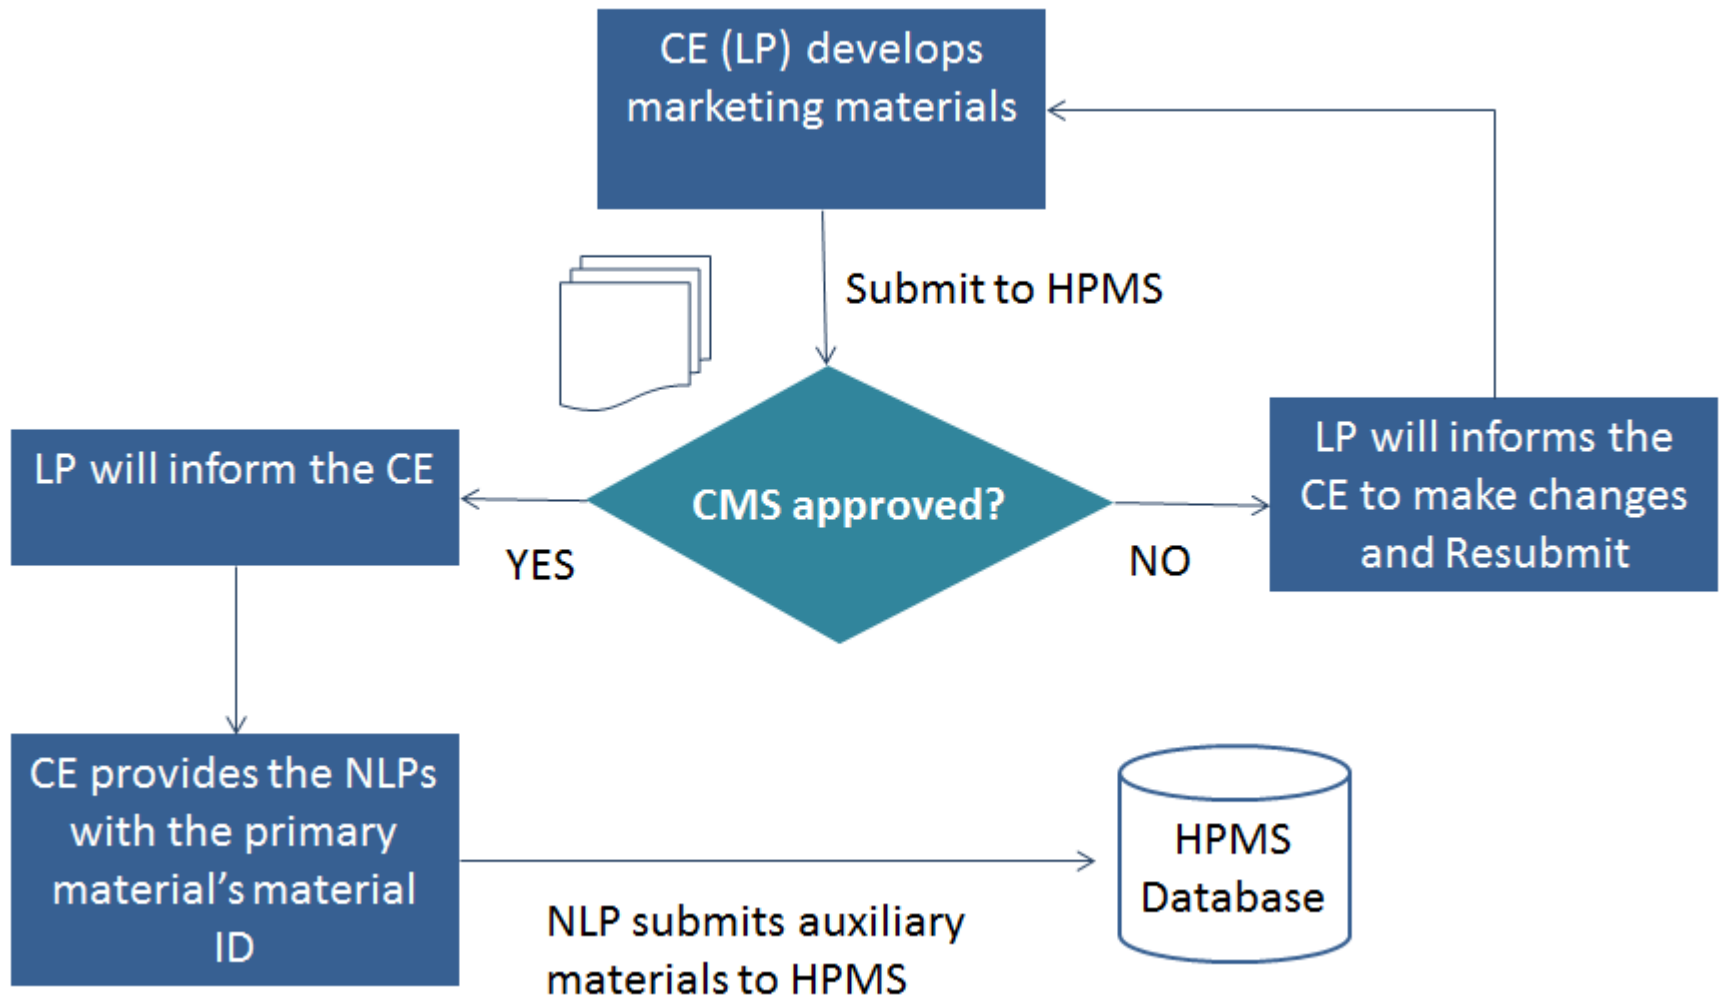 CE (LP) develops
marketing materials
Submit to HPMS
LP will inform the CE
CMS approved?
LP will informs the
CE to make changes
and Resubmit
YES
NO
CE provides the NLPs
with the primary
material’s material
ID
NLP submits auxiliary
materials to HPMS
HPMS
Database